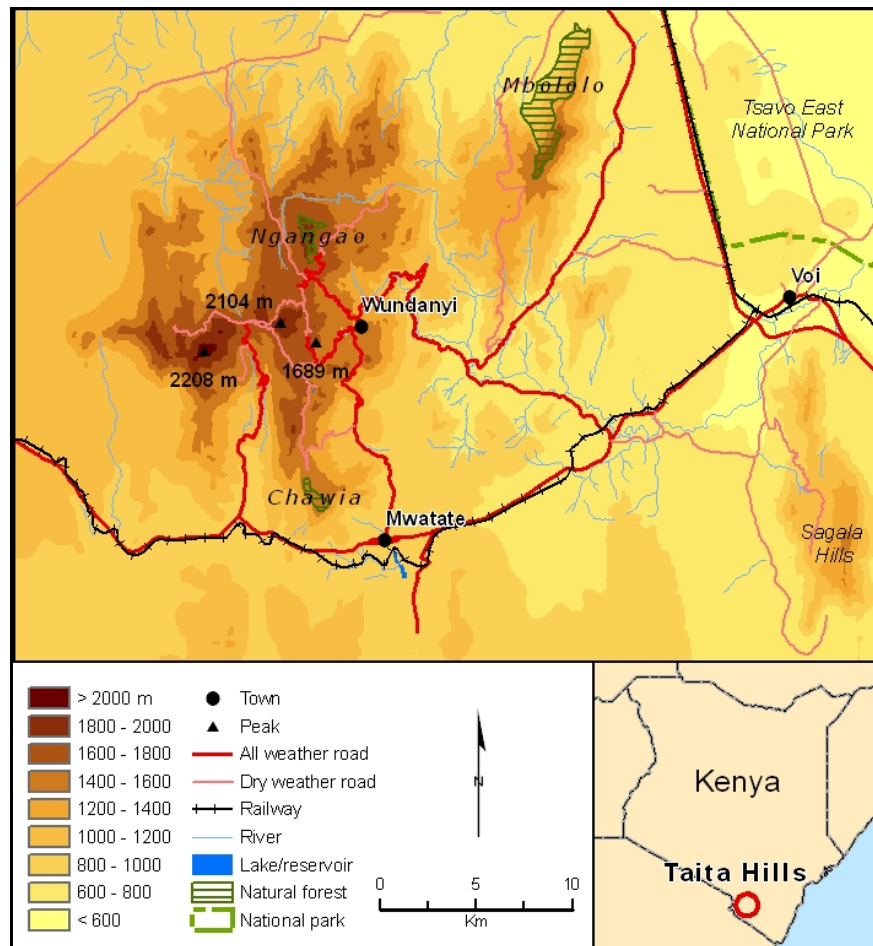 Mbololo
Tsavo East
National Park
Ngangao
Voi
2104 m
Wundanyi
2208 m
1689 m
Chawia
Mwatate
Sagala
Hills
> 2000 m
1800 - 2000
1600 - 1800
1400 - 1600
1200 - 1400
1000 - 1200
800 - 1000
600 - 800
< 600
Town
Peak
All weather road
Dry weather road
Railway
River
Lake/reservoir
Natural forest
National park
N
0 5 10
Km
Kenya
Taita Hills